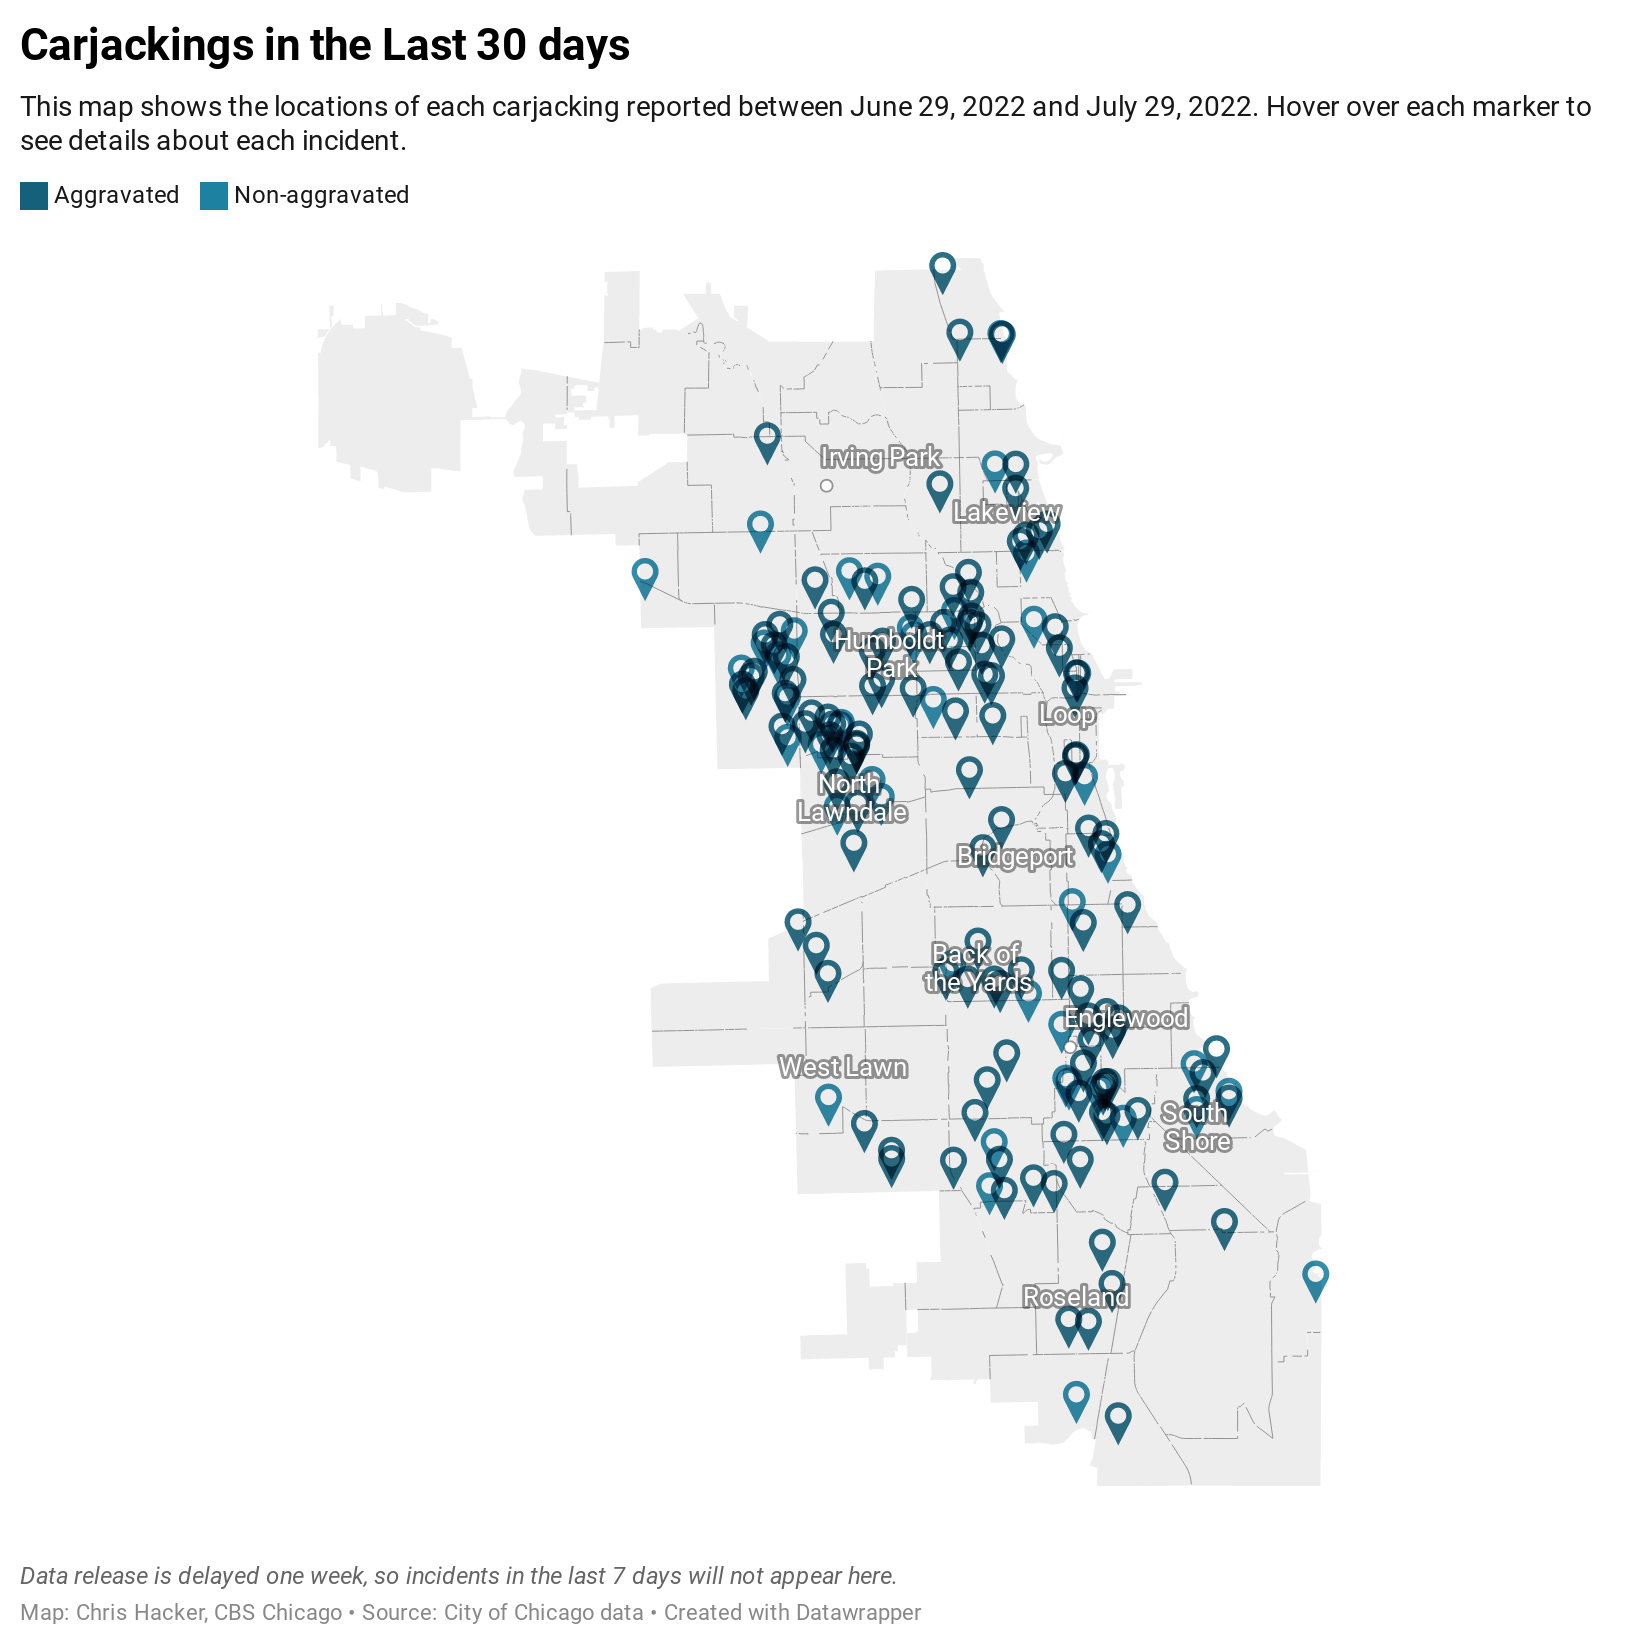 Carjackings in the Last 30 days
This map shows the locations of each carjacking reported between June 29, 2022 and July 29, 2022. Hover over each marker to
see details about each incident.
Aggravated Non-aggravated
Irving Park
Lakeview
Humboldt
Park
Loop
North
Lawndale
Bridgeport
Back of
the Yards
Englewood
West Lawn
South
Shore
Roseland
Data release is delayed one week, so incidents in the last 7 days will not appear here.
Map: Chris Hacker, CBS Chicago • Source: City of Chicago data • Created with Datawrapper